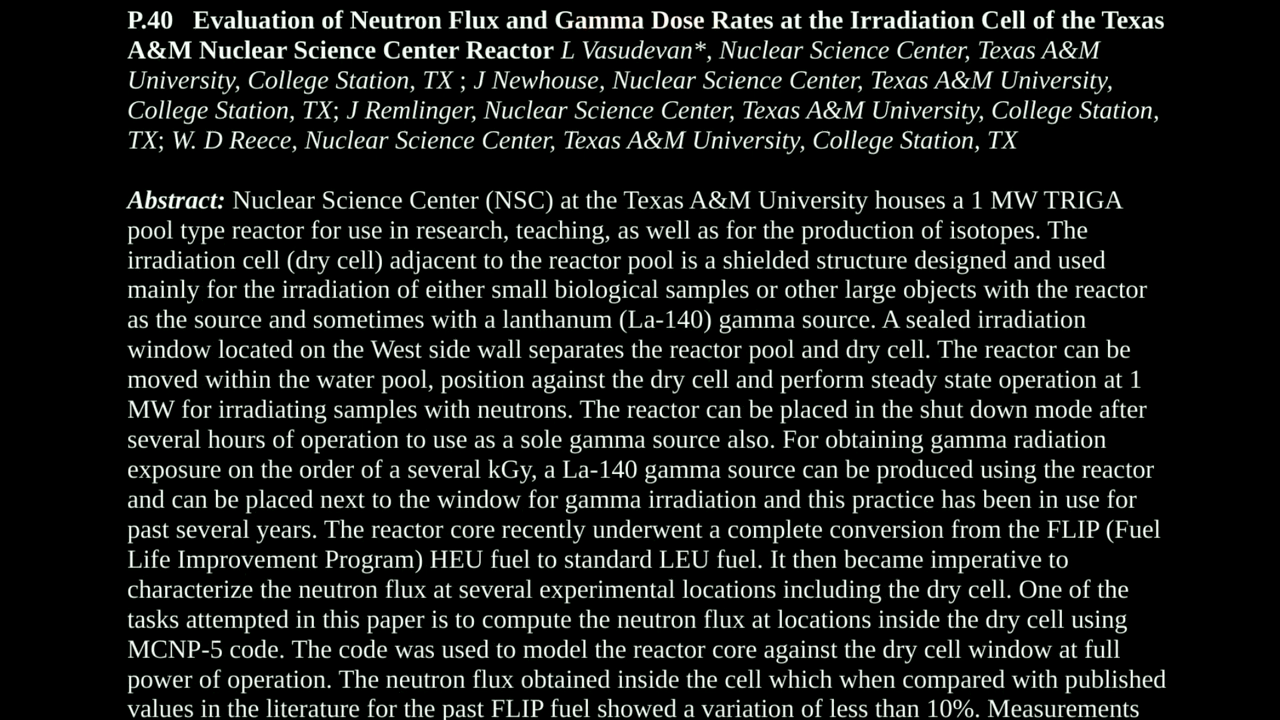 P.40 Evaluation of Neutron Flux and Gamma Dose Rates at the Irradiation Cell of the Texas
A&M Nuclear Science Center Reactor L Vasudevan*, Nuclear Science Center, Texas A&M
University, College Station, TX ; J Newhouse, Nuclear Science Center, Texas A&M University,
College Station, TX; J Remlinger, Nuclear Science Center, Texas A&M University, College Station,
TX; W. D Reece, Nuclear Science Center, Texas A&M University, College Station, TX
Abstract: Nuclear Science Center (NSC) at the Texas A&M University houses a 1 MW TRIGA
pool type reactor for use in research, teaching, as well as for the production of isotopes. The
irradiation cell (dry cell) adjacent to the reactor pool is a shielded structure designed and used
mainly for the irradiation of either small biological samples or other large objects with the reactor
as the source and sometimes with a lanthanum (La-140) gamma source. A sealed irradiation
window located on the West side wall separates the reactor pool and dry cell. The reactor can be
moved within the water pool, position against the dry cell and perform steady state operation at 1
MW for irradiating samples with neutrons. The reactor can be placed in the shut down mode after
several hours of operation to use as a sole gamma source also. For obtaining gamma radiation
exposure on the order of a several kGy, a La-140 gamma source can be produced using the reactor
and can be placed next to the window for gamma irradiation and this practice has been in use for
past several years. The reactor core recently underwent a complete conversion from the FLIP (Fuel
Life Improvement Program) HEU fuel to standard LEU fuel. It then became imperative to
characterize the neutron flux at several experimental locations including the dry cell. One of the
tasks attempted in this paper is to compute the neutron flux at locations inside the dry cell using
MCNP-5 code. The code was used to model the reactor core against the dry cell window at full
power of operation. The neutron flux obtained inside the cell which when compared with published
values in the literature for the past FLIP fuel showed a variation of less than 10%. Measurements